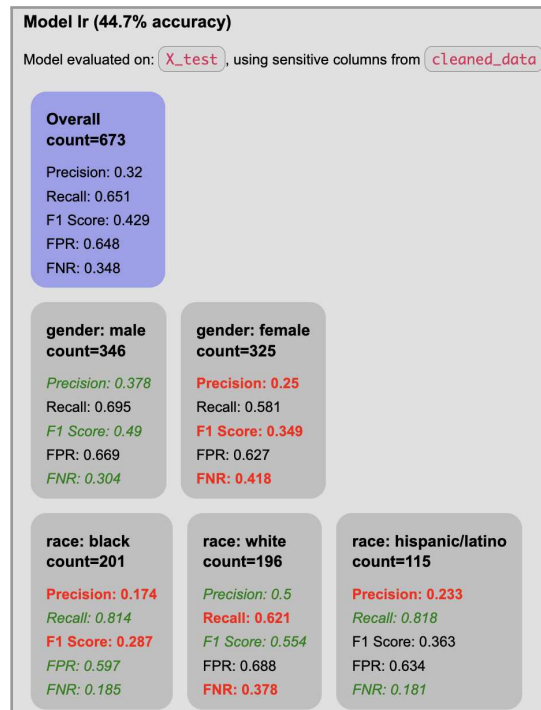 Model lr (44.7% accuracy)
Model evaluated on: X_test, using sensitive columns from cleaned_data
Overall
count=673
Precision: 0.32
Recall: 0.651
F1 Score: 0.429
FPR: 0.648
FNR: 0.348
gender: male
count=346
Precision: 0.378
Recall: 0.695
F1 Score: 0.49
FPR: 0.669
FNR: 0.304
gender: female
count=325
Precision: 0.25
Recall: 0.581
F1 Score: 0.349
FPR: 0.627
FNR: 0.418
race: black
count=201
Precision: 0.174
Recall: 0.814
F1 Score: 0.287
FPR: 0.597
FNR: 0.185
race: white
count=196
Precision: 0.5
Recall: 0.621
F1 Score: 0.554
FPR: 0.688
FNR: 0.378
race: hispanic/latino
count=115
Precision: 0.233
Recall: 0.818
F1 Score: 0.363
FPR: 0.634
FNR: 0.181